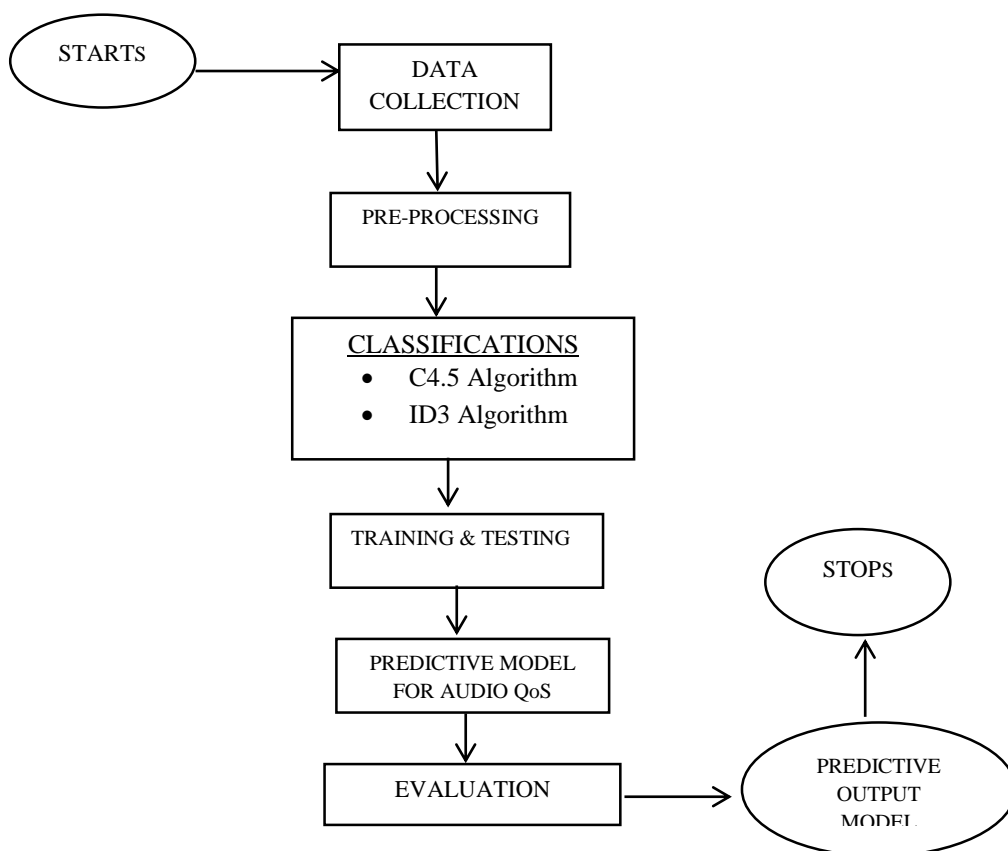 STARTS
DATA
COLLECTION
PRE-PROCESSING
CLASSIFICATIONS
• C4.5 Algorithm
• ID3 Algorithm
TRAINING & TESTING
PREDICTIVE MODEL
FOR AUDIO QoS
EVALUATION
PREDICTIVE
OUTPUT
MODEL
STOPS